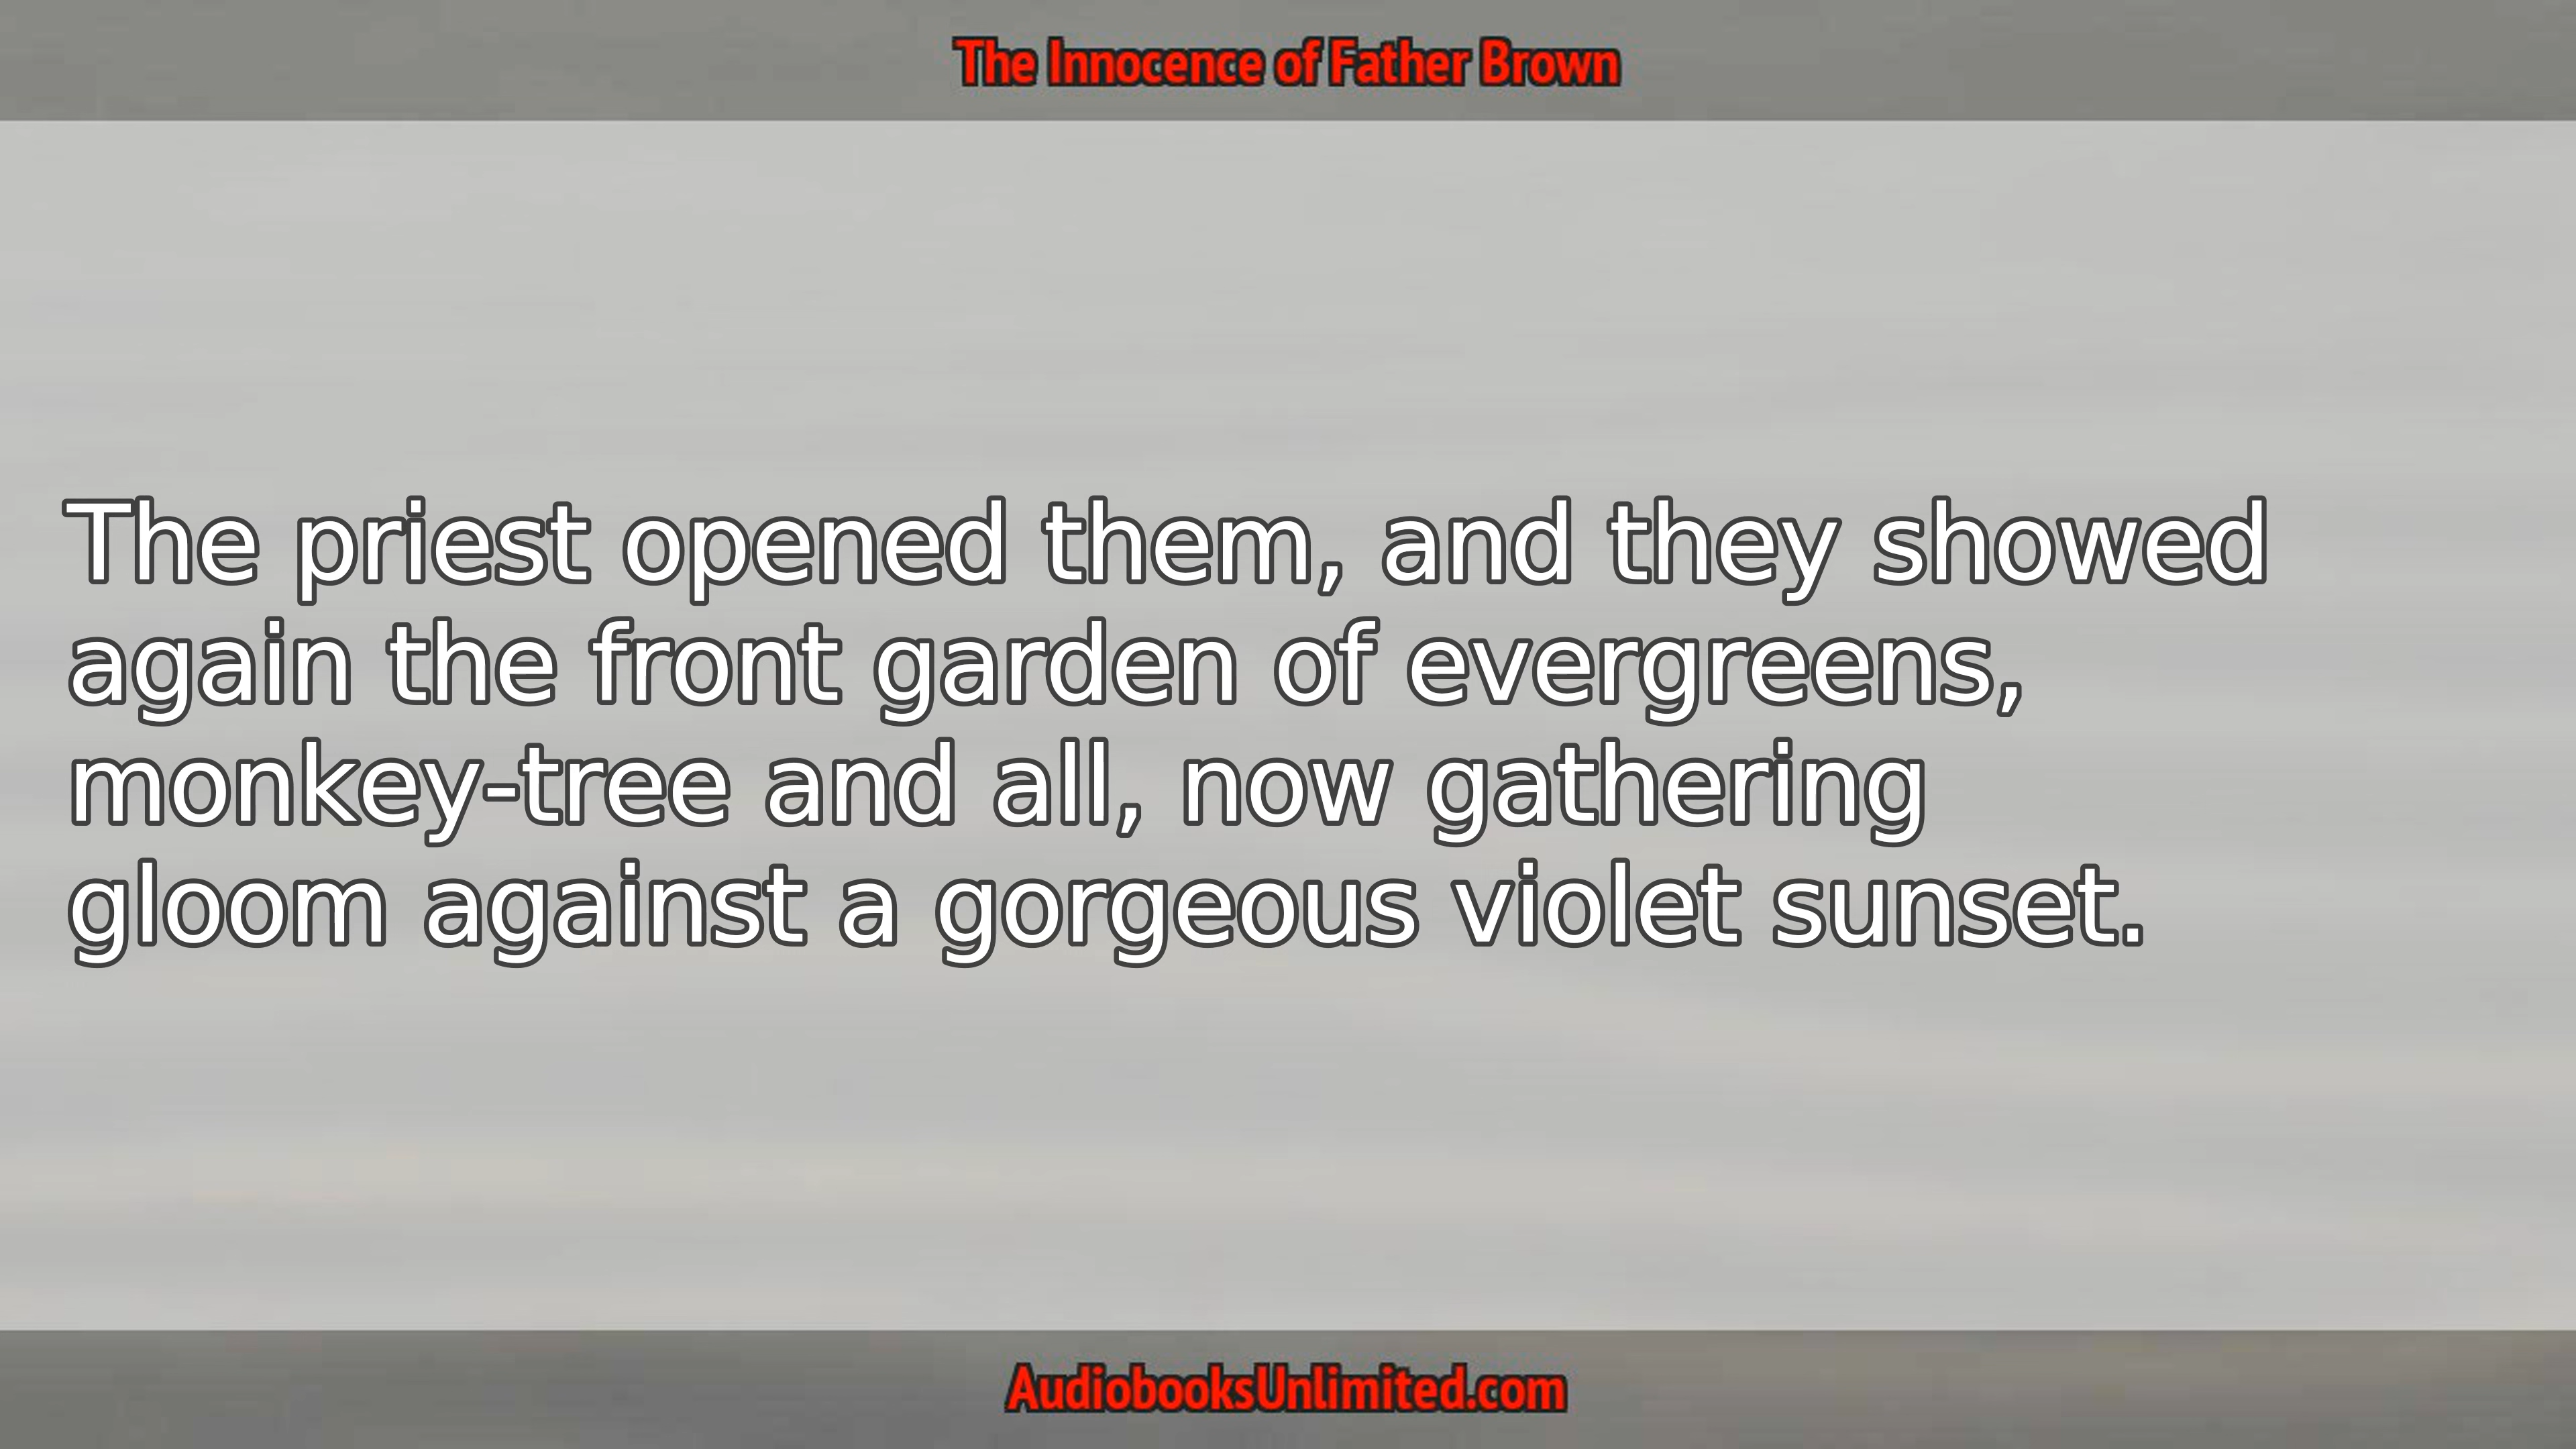 The Innocence of Father Brown
The priest opened them, and they showed
again the front garden of evergreens,
monkey-tree and all, now gathering
gloom against a gorgeous violet sunset.
AudiobooksUnlimited.com